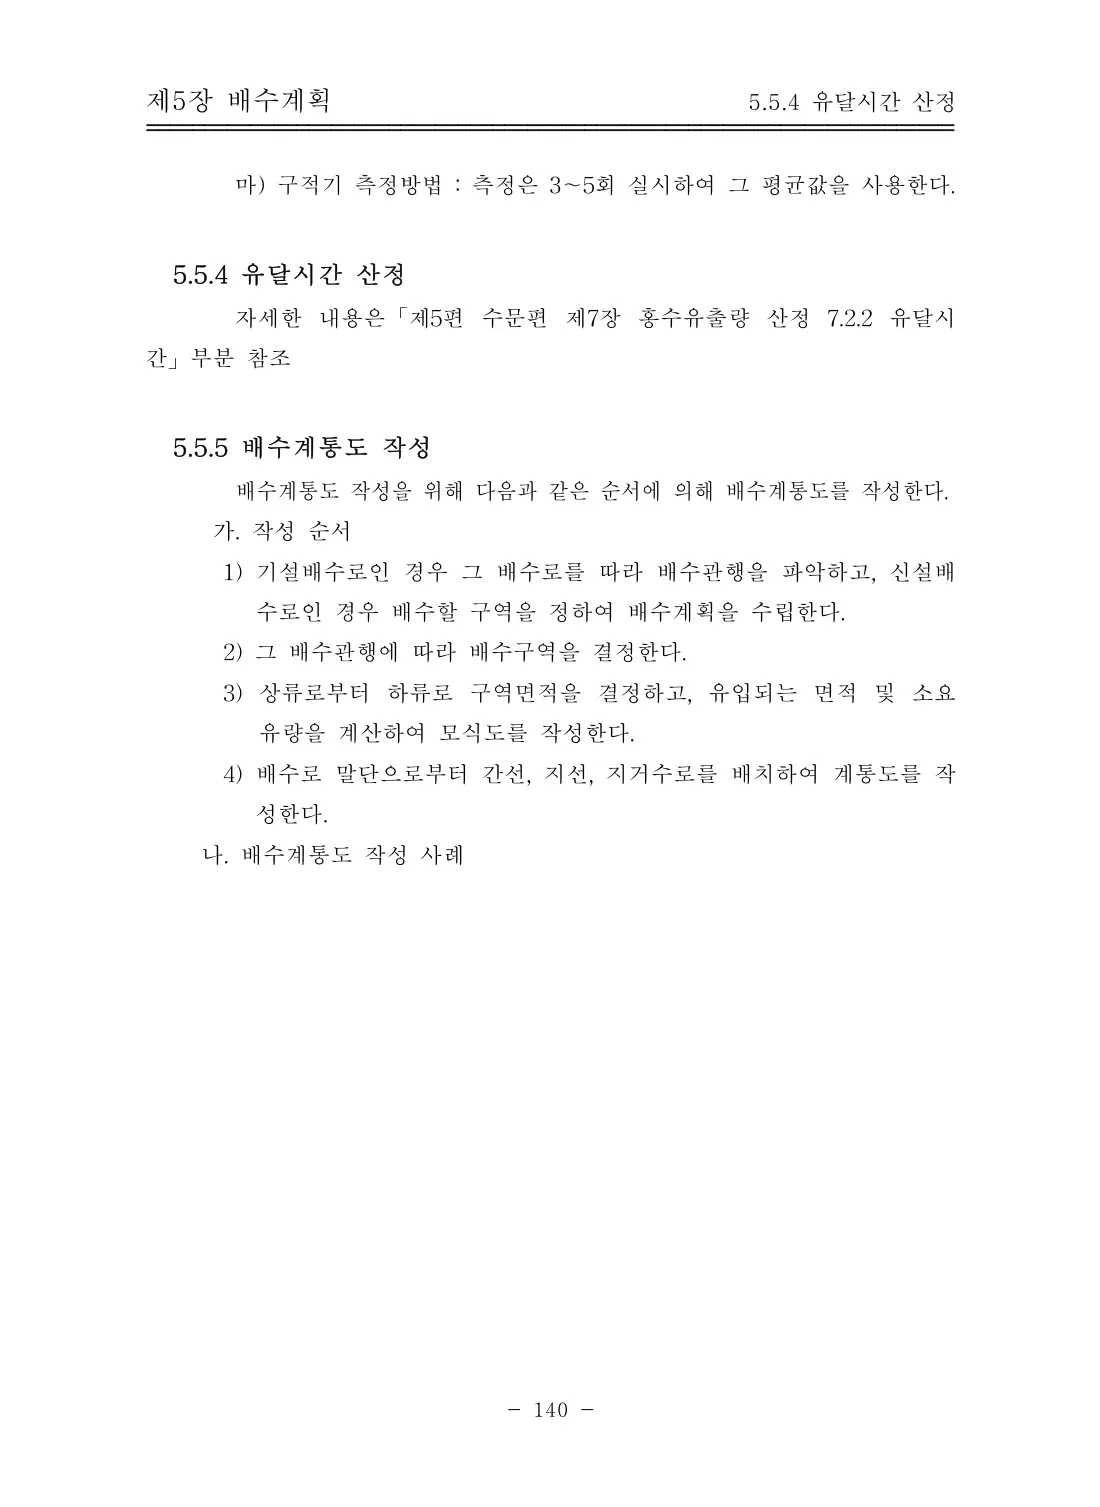 제5장 배수계획
5.5.4 유달시간 산정
마) 구적기 측정방법 : 측정은 3∼5회 실시하여 그 평균값을 사용한다.
5.5.4 유달시간 산정
자세한 내용은「제5편 수문편 제7장 홍수유출량 산정 7.2.2 유달시
간」부분 참조
5.5.5 배수계통도 작성
배수계통도 작성을 위해 다음과 같은 순서에 의해 배수계통도를 작성한다.
가. 작성 순서
1) 기설배수로인 경우 그 배수로를 따라 배수관행을 파악하고, 신설배
수로인 경우 배수할 구역을 정하여 배수계획을 수립한다.
2) 그 배수관행에 따라 배수구역을 결정한다.
3) 상류로부터 하류로 구역면적을 결정하고, 유입되는 면적 및 소요
유량을 계산하여 모식도를 작성한다.
4) 배수로 말단으로부터 간선, 지선, 지거수로를 배치하여 계통도를 작
성한다.
나. 배수계통도 작성 사례
- 140 -